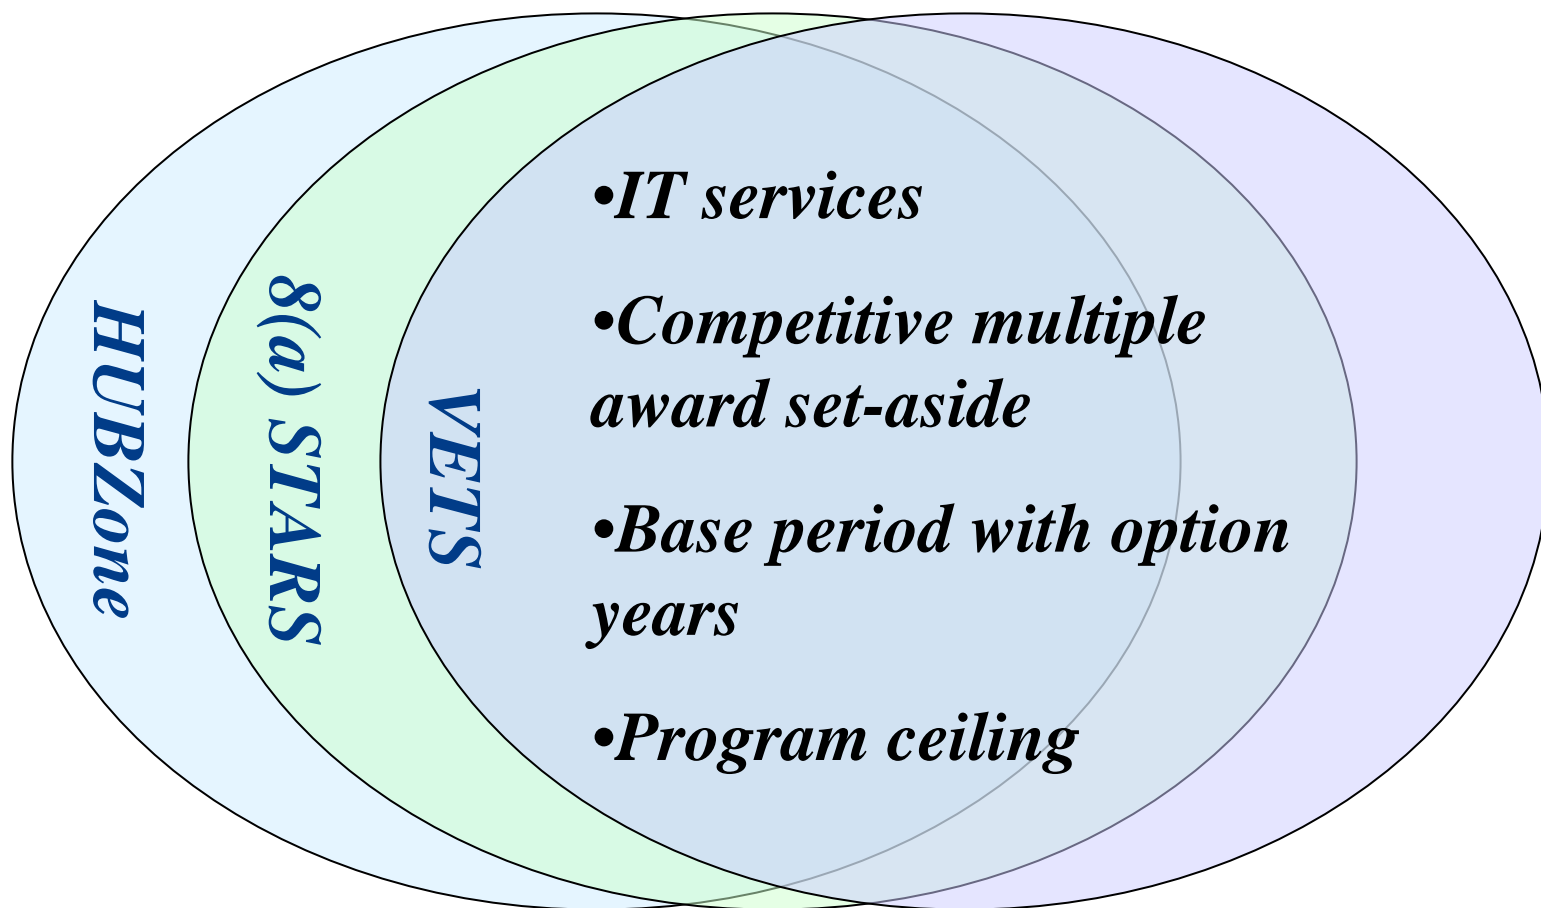 HUBZone
8(a) STARS
VETS
•IT services
•Competitive multiple
award set-aside
•Base period with option
years
•Program ceiling